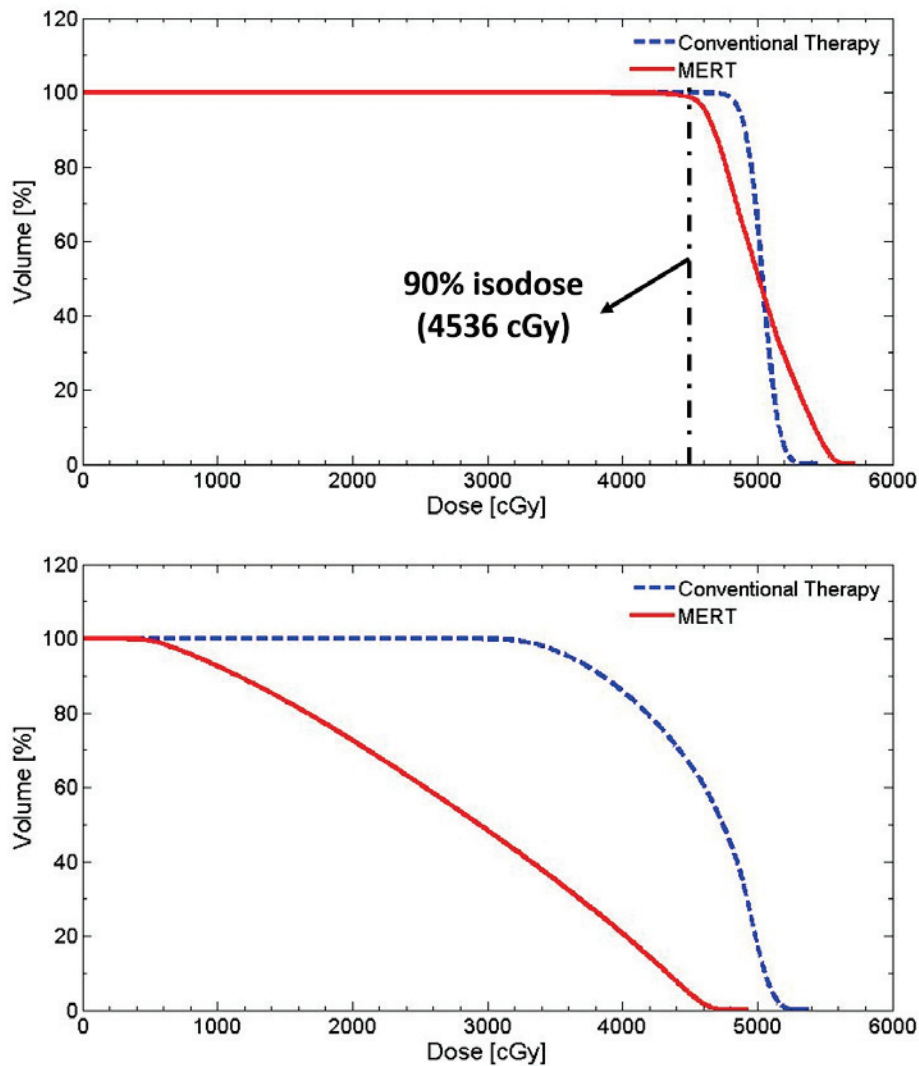 120
100
80
60
40
20
0
Volume [%]
Conventional Therapy
MERT
90% isodose
(4536 cGy)
0 1000 2000 3000 4000 5000 6000
Dose [cGy]
120
100
80
60
40
20
0
Volume [%]
Conventional Therapy
MERT
0 1000 2000 3000 4000 5000 6000
Dose [cGy]